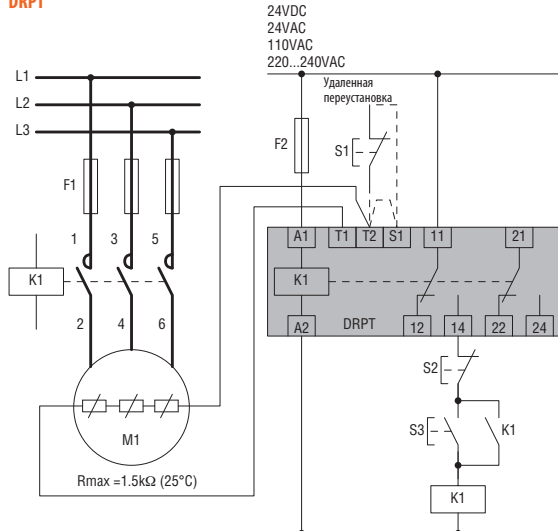 DRPT
24VDC
24VAC
110VAC
220...240VAC
Удаленная
переустановка
L1
L2
L3
F1
F2
S1
1 3 5
K1
2 4 6
M1
Rmax =1.5kΩ (25°C)
A1 T1 T2 S1 11 21
K1
A2 DRPT 12 14 22 24
S2
S3 K1
K1